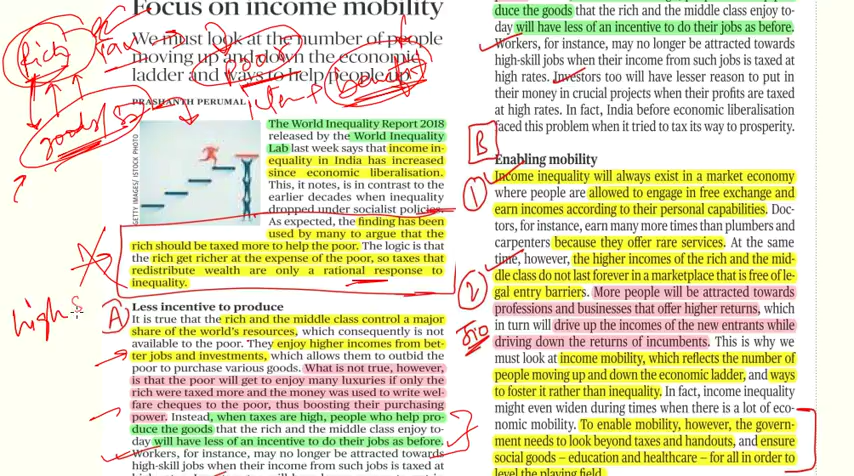 Focus on income mobility
We must look at the number of people
moving up and down the economic
ladder and ways to help people up
PRASHANTH PERUMAL
GETTY IMAGES/ ISTOCK PHOTO
The World Inequality Report 2018
released by the World Inequality
Lab last week says that income in-
equality in India has increased
since economic liberalisation.
This, it notes, is in contrast to the
earlier decades when inequality
dropped under socialist policies.
As expected, the finding has been
used by many to argue that the
rich should be taxed more to help the poor. The logic is that
the rich get richer at the expense of the poor, so taxes that
redistribute wealth are only a rational response to
inequality.
Less incentive to produce
It is true that the rich and the middle class control a major
share of the world's resources, which consequently is not
available to the poor. They enjoy higher incomes from bet-
ter jobs and investments, which allows them to outbid the
poor to purchase various goods. What is not true, however,
is that the poor will get to enjoy many luxuries if only the
rich were taxed more and the money was used to write wel-
fare cheques to the poor, thus boosting their purchasing
power. Instead, when taxes are high, people who help pro-
duce the goods that the rich and the middle class enjoy to-
day will have less of an incentive to do their jobs as before.
Workers, for instance, may no longer be attracted towards
high-skill jobs when their income from such jobs is taxed at
duce the goods that the rich and the middle class enjoy to-
day will have less of an incentive to do their jobs as before.
Workers, for instance, may no longer be attracted towards
high-skill jobs when their income from such jobs is taxed at
high rates. Investors too will have lesser reason to put in
their money in crucial projects when their profits are taxed
at high rates. In fact, India before economic liberalisation
faced this problem when it tried to tax its way to prosperity.
Enabling mobility
Income inequality will always exist in a market economy
where people are allowed to engage in free exchange and
earn incomes according to their personal capabilities. Doc-
tors, for instance, earn many more times than plumbers and
carpenters because they offer rare services. At the same
time, however, the higher incomes of the rich and the mid-
dle class do not last forever in a marketplace that is free of le-
gal entry barriers. More people will be attracted towards
professions and businesses that offer higher returns, which
in turn will drive up the incomes of the new entrants while
driving down the returns of incumbents. This is why we
must look at income mobility, which reflects the number of
people moving up and down the economic ladder, and ways
to foster it rather than inequality. In fact, income inequality
might even widen during times when there is a lot of eco-
nomic mobility. To enable mobility, however, the govern-
ment needs to look beyond taxes and handouts, and ensure
social goods – education and healthcare – for all in order to
level the playing field.
Rich
Tax
Poor
goods
A
B
1
2
Jio
high s